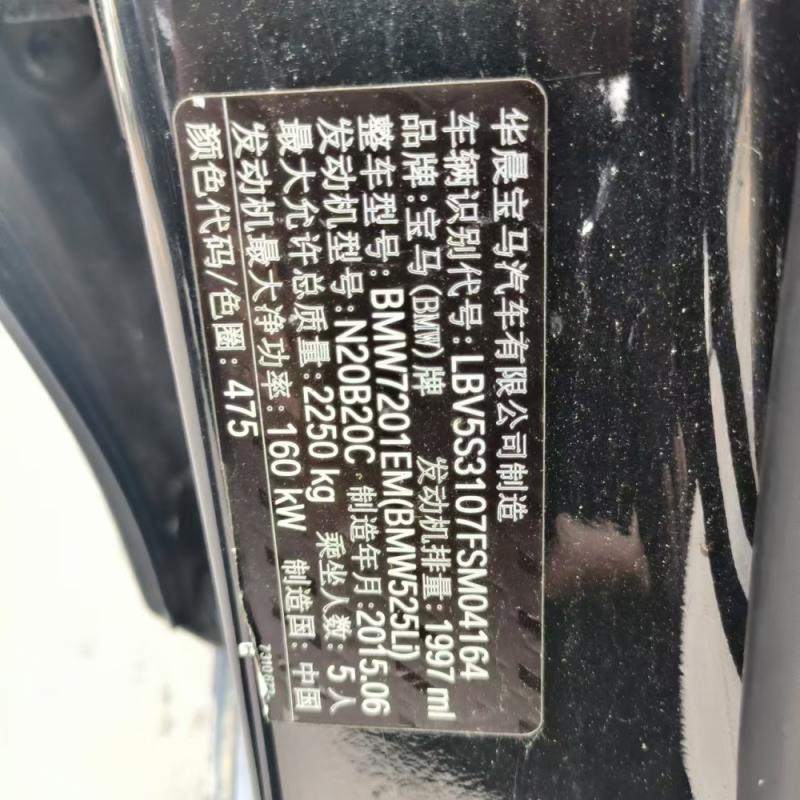 华晨宝马汽车有限公司制造
车辆识别代号:LBV5S3107FSM04164
品牌:宝马(BMW)牌 发动机排量:1997 ml
整车型号:BMW7201EM(BMW525Li)
发动机型号:N20B20C 制造年月:2015.06
最大允许总质量:2250 kg 乘坐人数:5人
发动机最大净功率:160 kW 制造国:中国
颜色代码/色圈:475